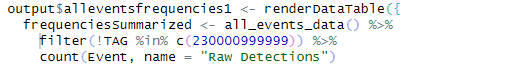 output$alleventsfrequencies1 <- renderDataTable({
  frequenciesSummarized <- all_events_data() %>%
    filter(!TAG %in% c(230000999999)) %>%
    count(Event, name = "Raw Detections")